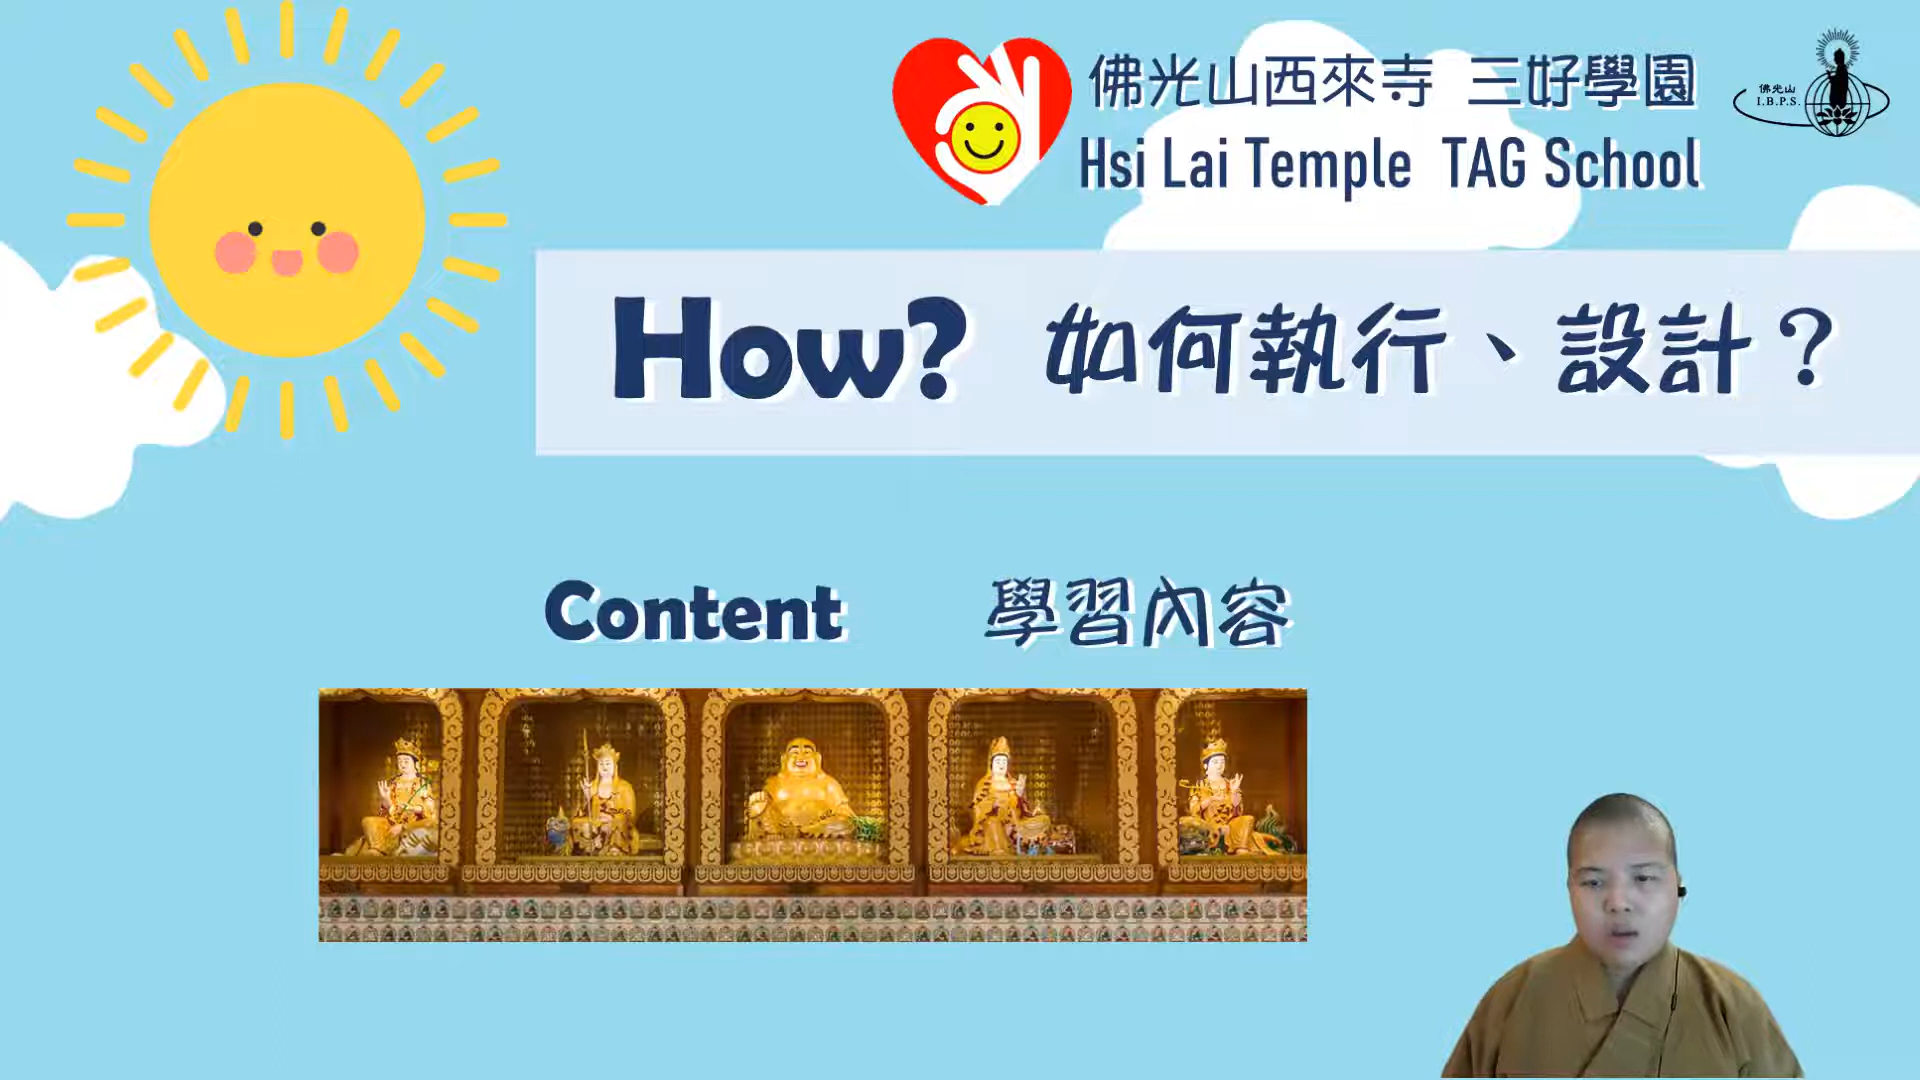 佛光山西來寺 三好學園
佛光山
I.B.P.S.
Hsi Lai Temple TAG School
How? 如何執行、設計？
Content 學習內容